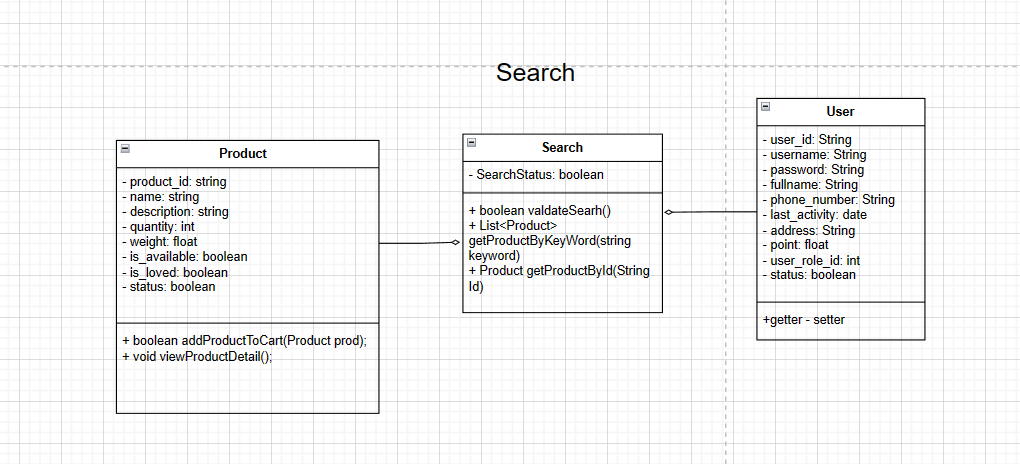 Search
Product
- product_id: string
- name: string
- description: string
- quantity: int
- weight: float
- is_available: boolean
- is_loved: boolean
- status: boolean
+ boolean addProductToCart(Product prod);
+ void viewProductDetail();
Search
- SearchStatus: boolean
+ boolean valdateSearh()
+ List<Product>
getProductByKeyWord(string
keyword)
+ Product getProductById(String
Id)
User
- user_id: String
- username: String
- password: String
- fullname: String
- phone_number: String
- last_activity: date
- address: String
- point: float
- user_role_id: int
- status: boolean
+getter - setter